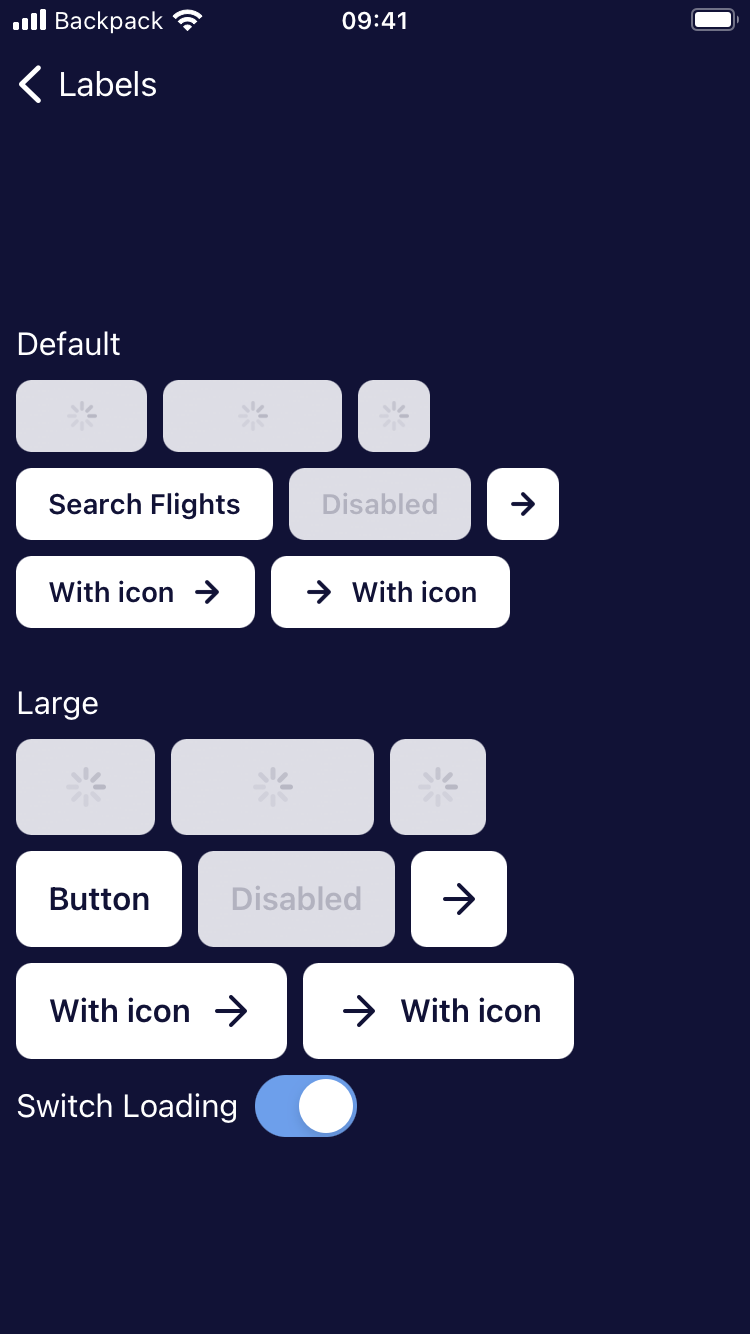 Backpack 09:41
Labels
Default
Search Flights Disabled
With icon With icon
Large
Button Disabled
With icon With icon
Switch Loading